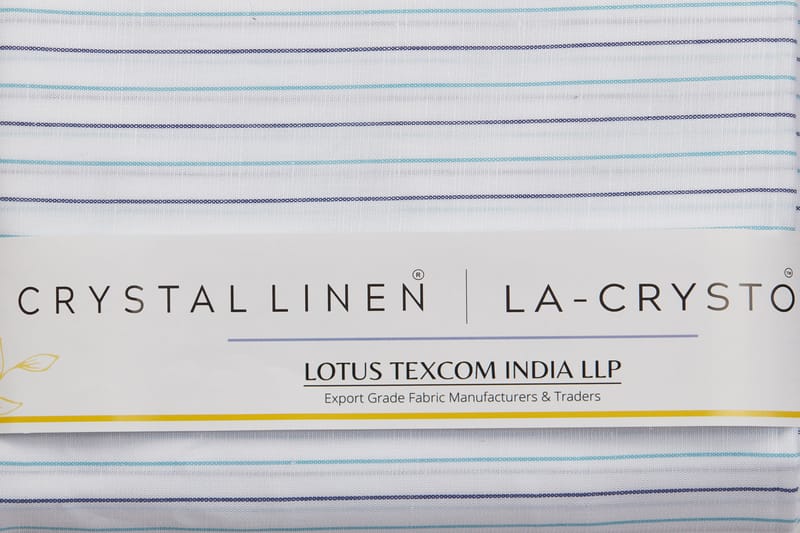 CRYSTAL LINEN® | LA-CRYSTO™
LOTUS TEXCOM INDIA LLP
Export Grade Fabric Manufacturers & Traders